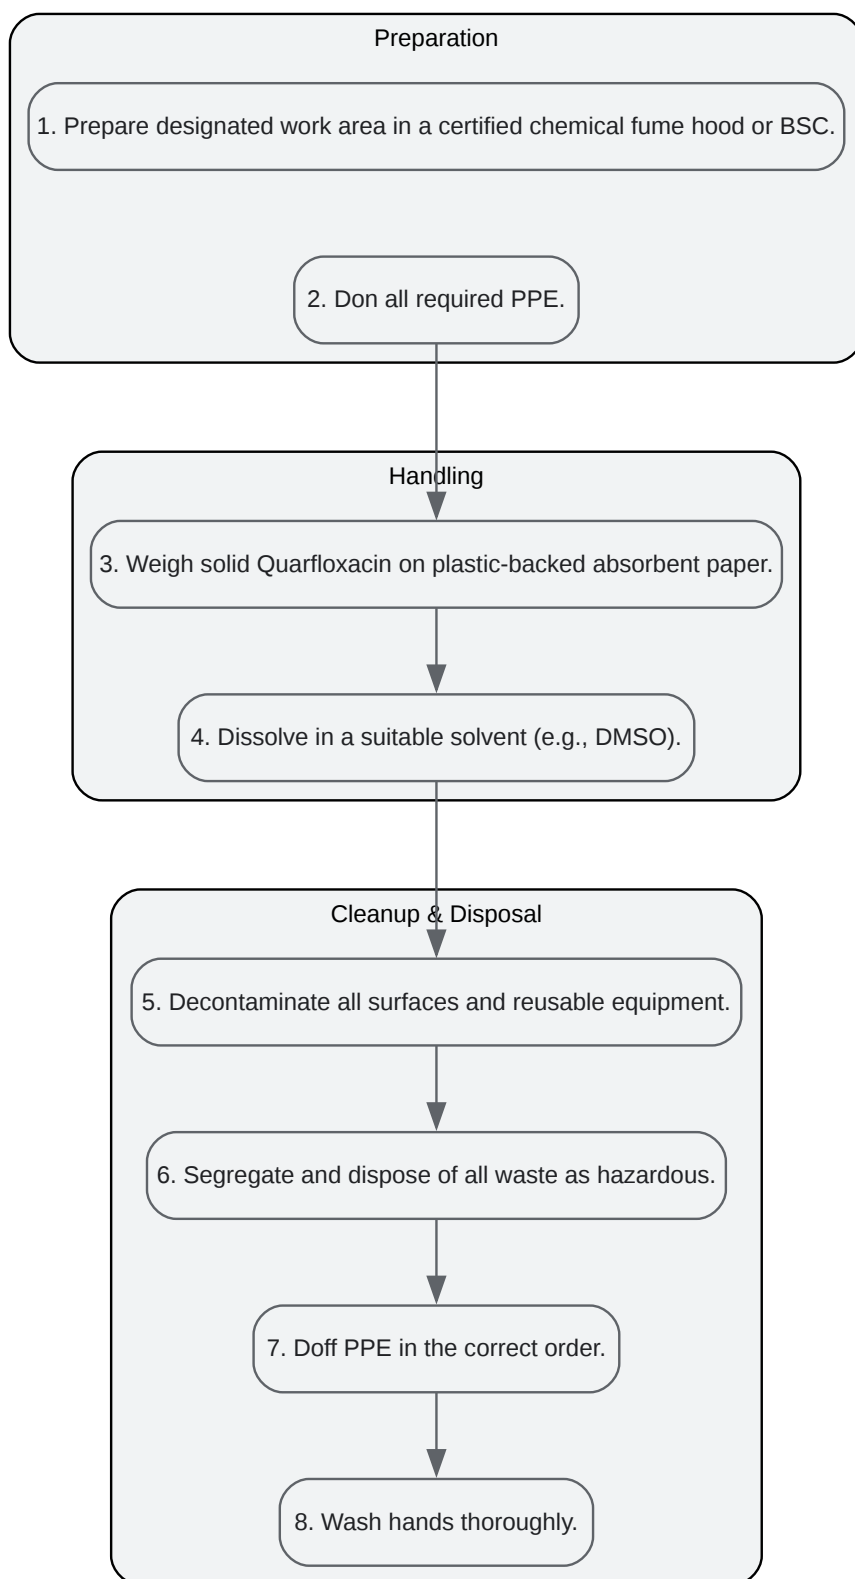 Preparation
1. Prepare designated work area in a certified chemical fume hood or BSC.
2. Don all required PPE.
Handling
3. Weigh solid Quarfloxacin on plastic-backed absorbent paper.
4. Dissolve in a suitable solvent (e.g., DMSO).
Cleanup & Disposal
5. Decontaminate all surfaces and reusable equipment.
6. Segregate and dispose of all waste as hazardous.
7. Doff PPE in the correct order.
8. Wash hands thoroughly.